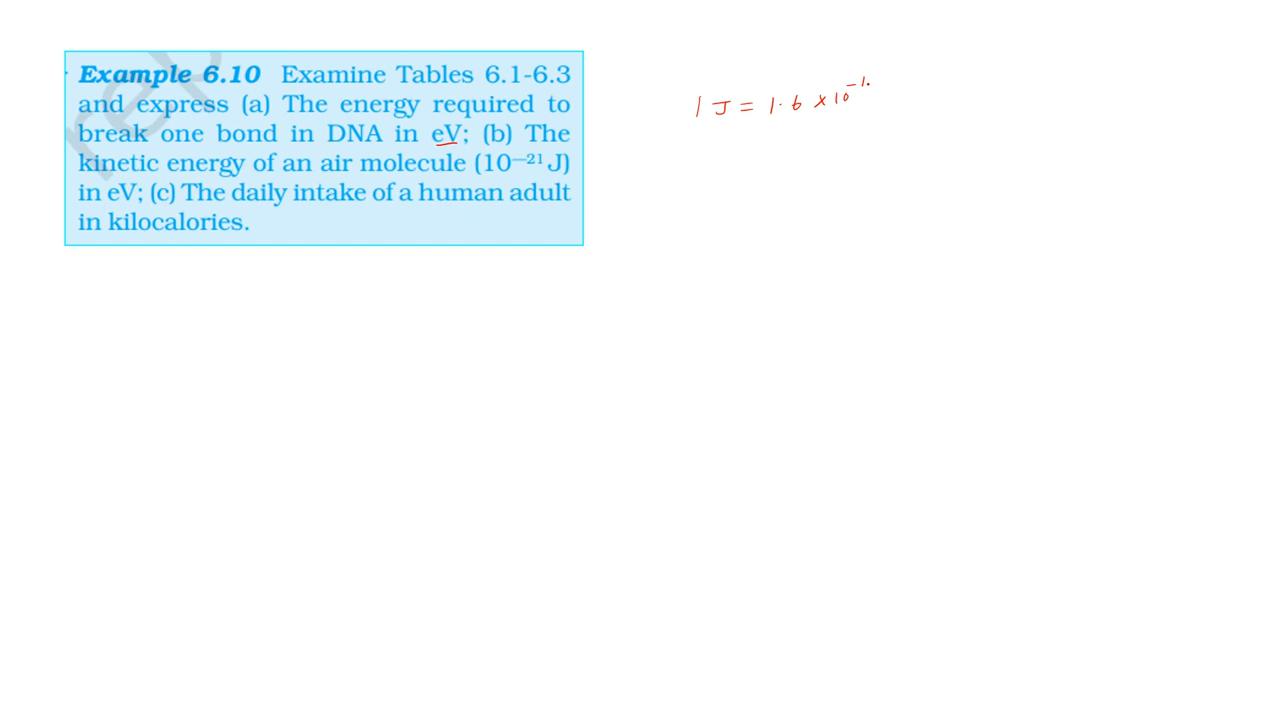 Example 6.10 Examine Tables 6.1-6.3
and express (a) The energy required to
break one bond in DNA in eV; (b) The
kinetic energy of an air molecule (10⁻²¹ J)
in eV; (c) The daily intake of a human adult
in kilocalories.
1 J = 1.6 × 10⁻¹